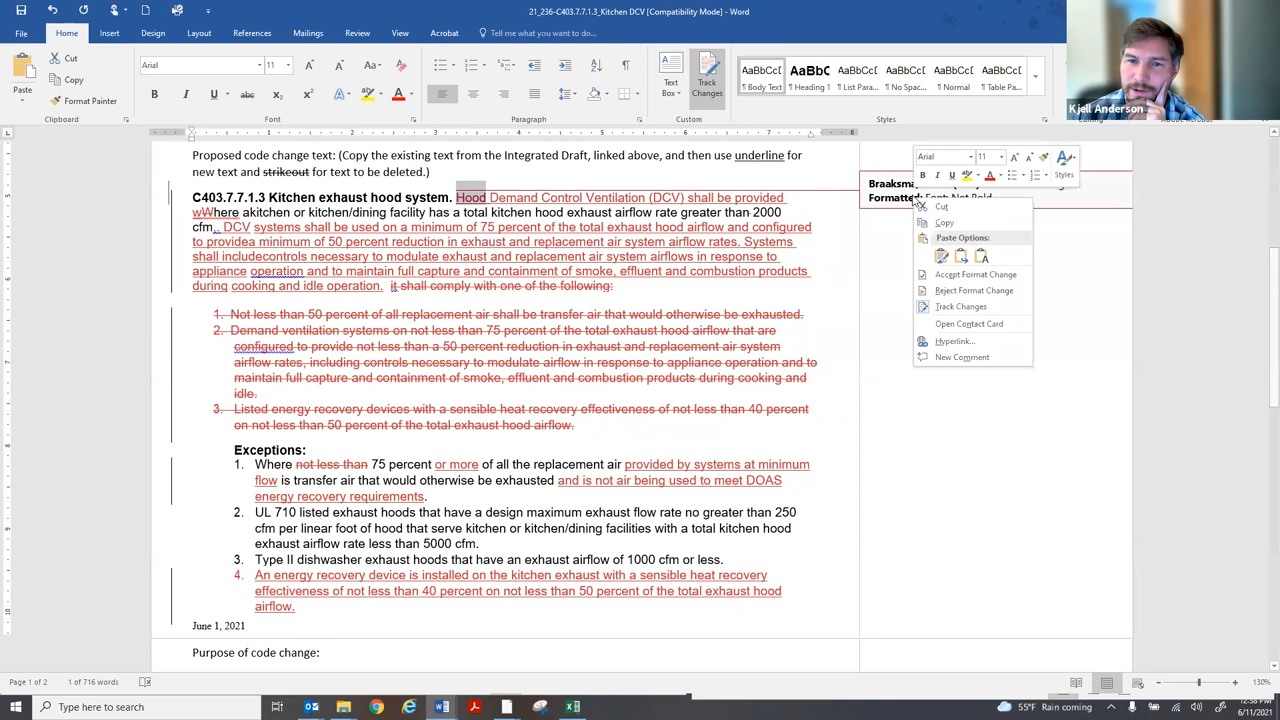 21_236-C403.7.7.1.3_Kitchen DCV [Compatibility Mode] - Word
File Home Insert Design Layout References Mailings Review View Acrobat Tell me what you want to do...
Paste
Cut
Copy
Format Painter
Clipboard
Arial 11
Font
Paragraph
Text Box
Track Changes
Custom
AaBbCcD AaBbC AaBbCcI AaBbCcI AaBbCcI AaBbCcI
¶ Body Text ¶ Heading 1 ¶ List Para... ¶ No Spac... ¶ Normal ¶ Table Pa...
Styles
Kjell Anderson
Proposed code change text: (Copy the existing text from the Integrated Draft, linked above, and then use underline for
new text and strikeout for text to be deleted.)
C403.7.7.1.3 Kitchen exhaust hood system. Hood Demand Control Ventilation (DCV) shall be provided
wWhere akitchen or kitchen/dining facility has a total kitchen hood exhaust airflow rate greater than 2000
cfm., DCV systems shall be used on a minimum of 75 percent of the total exhaust hood airflow and configured
to providea minimum of 50 percent reduction in exhaust and replacement air system airflow rates. Systems
shall includecontrols necessary to modulate exhaust and replacement air system airflows in response to
appliance operation and to maintain full capture and containment of smoke, effluent and combustion products
during cooking and idle operation. it shall comply with one of the following:
1. Not less than 50 percent of all replacement air shall be transfer air that would otherwise be exhausted.
2. Demand ventilation systems on not less than 75 percent of the total exhaust hood airflow that are
configured to provide not less than a 50 percent reduction in exhaust and replacement air system
airflow rates, including controls necessary to modulate airflow in response to appliance operation and to
maintain full capture and containment of smoke, effluent and combustion products during cooking and
idle.
3. Listed energy recovery devices with a sensible heat recovery effectiveness of not less than 40 percent
on not less than 50 percent of the total exhaust hood airflow.
Exceptions:
1. Where not less than 75 percent or more of all the replacement air provided by systems at minimum
flow is transfer air that would otherwise be exhausted and is not air being used to meet DOAS
energy recovery requirements.
2. UL 710 listed exhaust hoods that have a design maximum exhaust flow rate no greater than 250
cfm per linear foot of hood that serve kitchen or kitchen/dining facilities with a total kitchen hood
exhaust airflow rate less than 5000 cfm.
3. Type II dishwasher exhaust hoods that have an exhaust airflow of 1000 cfm or less.
4. An energy recovery device is installed on the kitchen exhaust with a sensible heat recovery
effectiveness of not less than 40 percent on not less than 50 percent of the total exhaust hood
airflow.
June 1, 2021
Purpose of code change:
Arial 11
Styles
Formatted: Font: Not Bold
Cut
Copy
Paste Options:
Accept Format Change
Reject Format Change
Track Changes
Open Contact Card
Hyperlink...
New Comment
Page 1 of 2 1 of 716 words
130%
Type here to search
55°F Rain coming
12:38 PM
6/11/2021